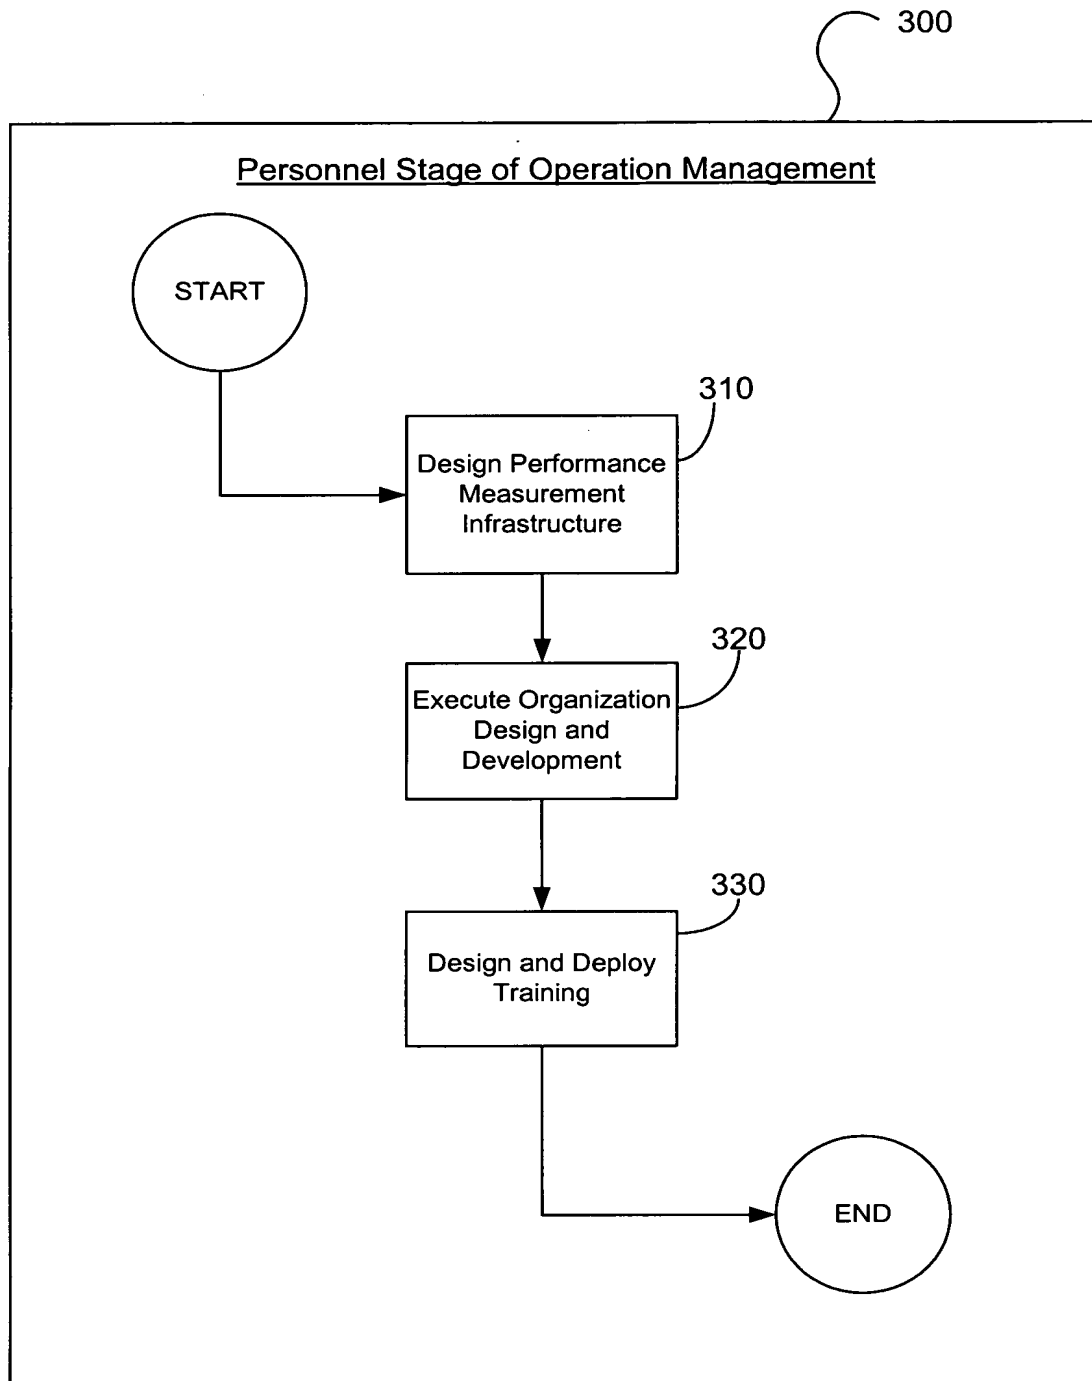 300
Personnel Stage of Operation Management
START
310
Design Performance
Measurement
Infrastructure
320
Execute Organization
Design and
Development
330
Design and Deploy
Training
END